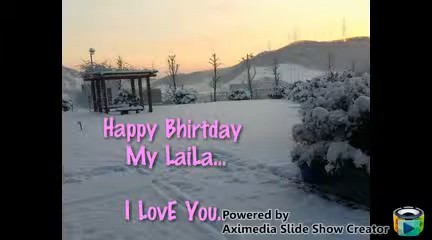 Happy Bhirtday
My LaiLa...
I LovE You.
Powered by
Aximedia Slide Show Creator